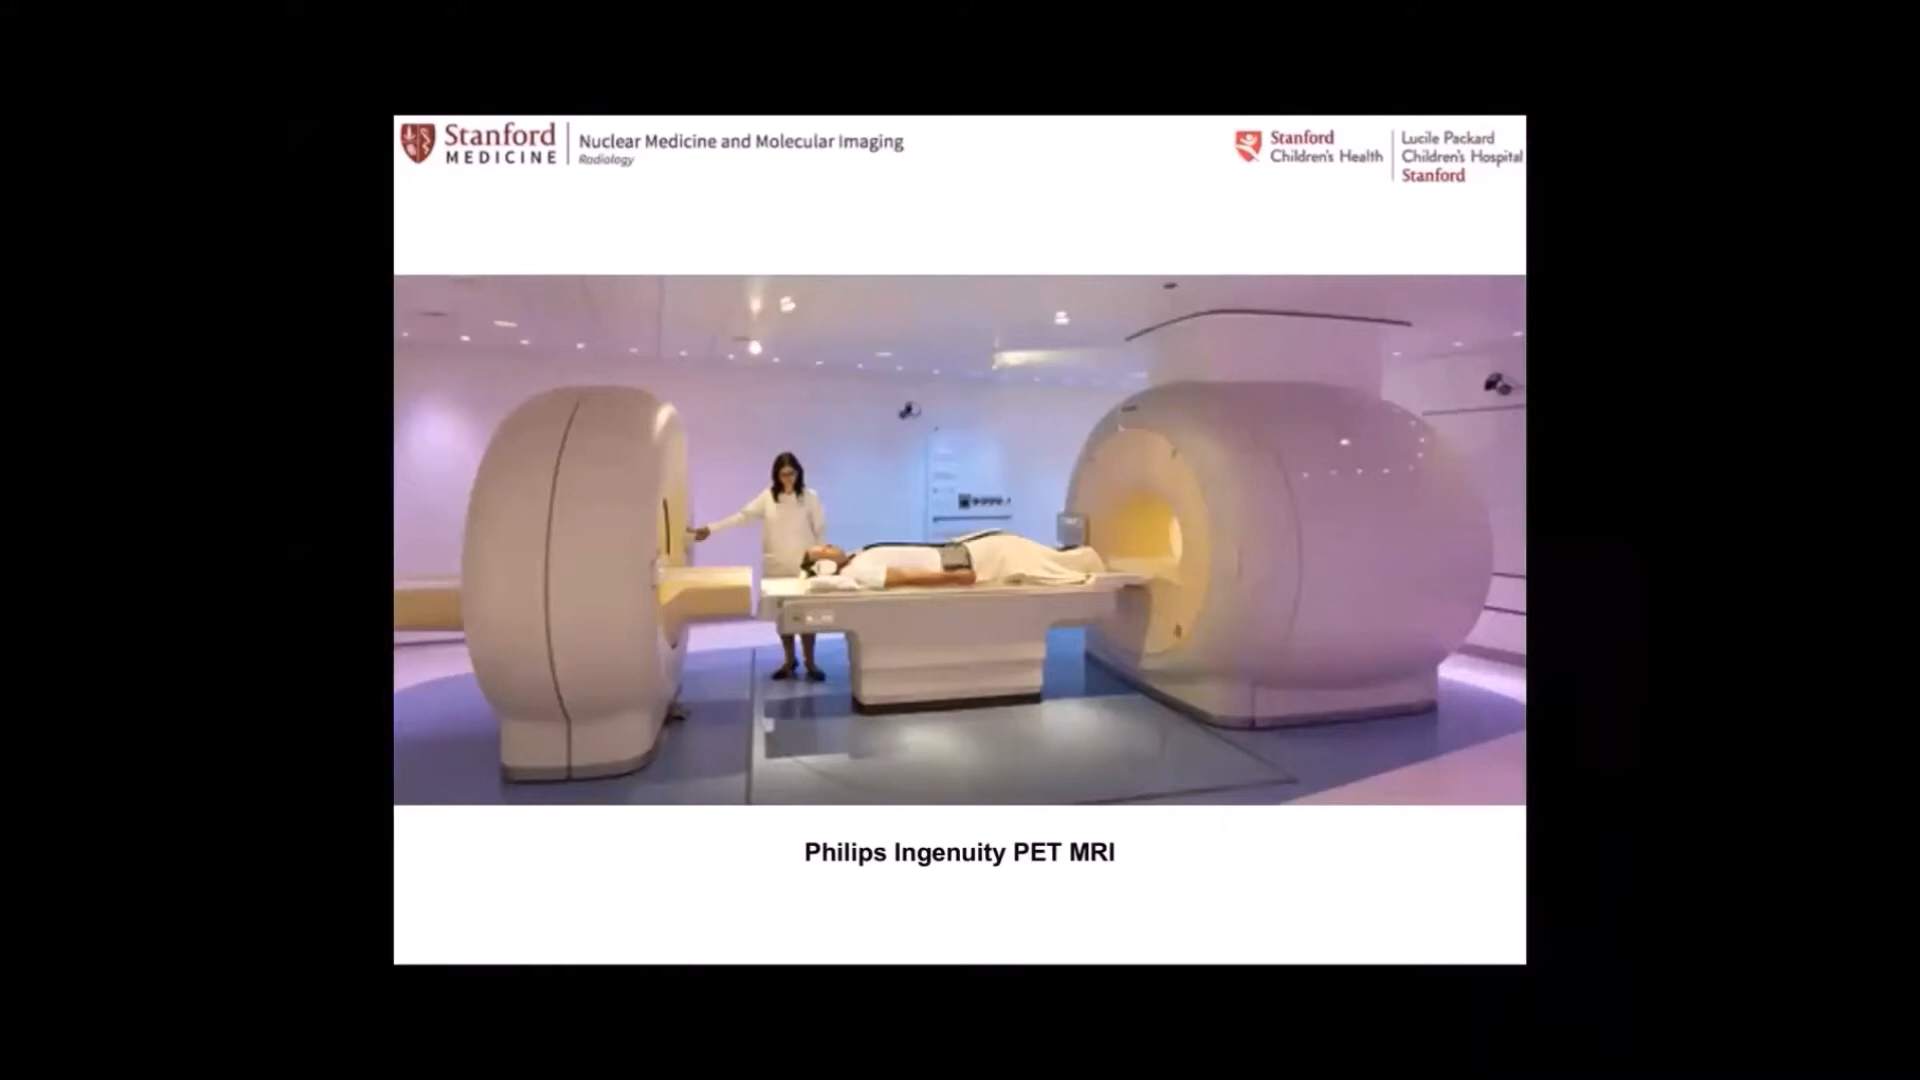 Stanford
MEDICINE
Nuclear Medicine and Molecular Imaging
Radiology
Stanford
Children's Health
Lucile Packard
Children's Hospital
Stanford
Philips Ingenuity PET MRI